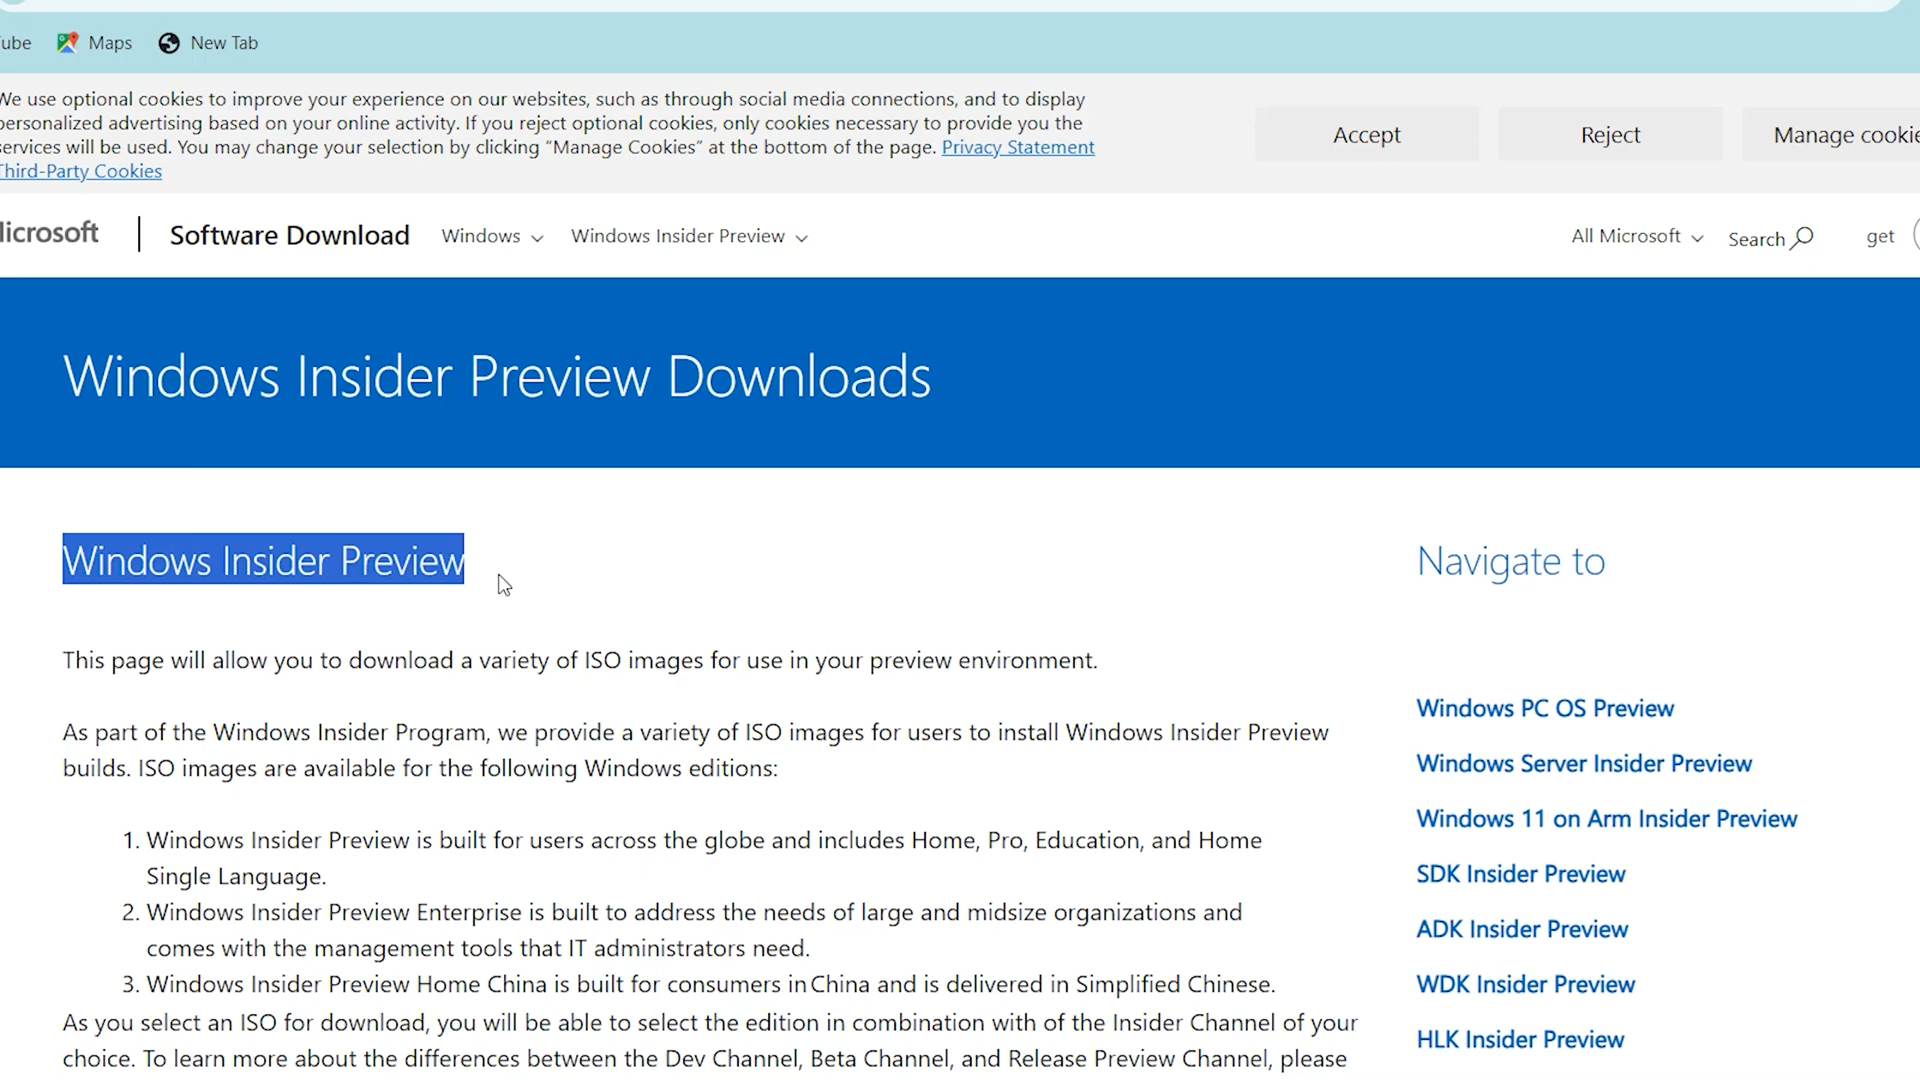 Maps
New Tab
We use optional cookies to improve your experience on our websites, such as through social media connections, and to display
personalized advertising based on your online activity. If you reject optional cookies, only cookies necessary to provide you the
services will be used. You may change your selection by clicking “Manage Cookies” at the bottom of the page. Privacy Statement
Third-Party Cookies
Accept
Reject
Manage cookie
Microsoft
Software Download
Windows
Windows Insider Preview
All Microsoft
Search
get
Windows Insider Preview Downloads
Windows Insider Preview
This page will allow you to download a variety of ISO images for use in your preview environment.
As part of the Windows Insider Program, we provide a variety of ISO images for users to install Windows Insider Preview
builds. ISO images are available for the following Windows editions:
1. Windows Insider Preview is built for users across the globe and includes Home, Pro, Education, and Home
Single Language.
2. Windows Insider Preview Enterprise is built to address the needs of large and midsize organizations and
comes with the management tools that IT administrators need.
3. Windows Insider Preview Home China is built for consumers in China and is delivered in Simplified Chinese.
As you select an ISO for download, you will be able to select the edition in combination with of the Insider Channel of your
choice. To learn more about the differences between the Dev Channel, Beta Channel, and Release Preview Channel, please
Navigate to
Windows PC OS Preview
Windows Server Insider Preview
Windows 11 on Arm Insider Preview
SDK Insider Preview
ADK Insider Preview
WDK Insider Preview
HLK Insider Preview